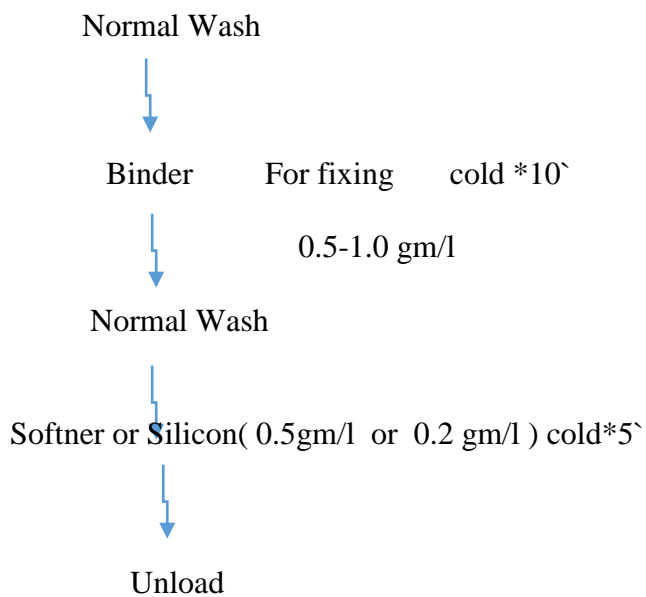 Normal Wash
Binder For fixing cold *10`
0.5-1.0 gm/l
Normal Wash
Softner or Silicon( 0.5gm/l or 0.2 gm/l ) cold*5`
Unload